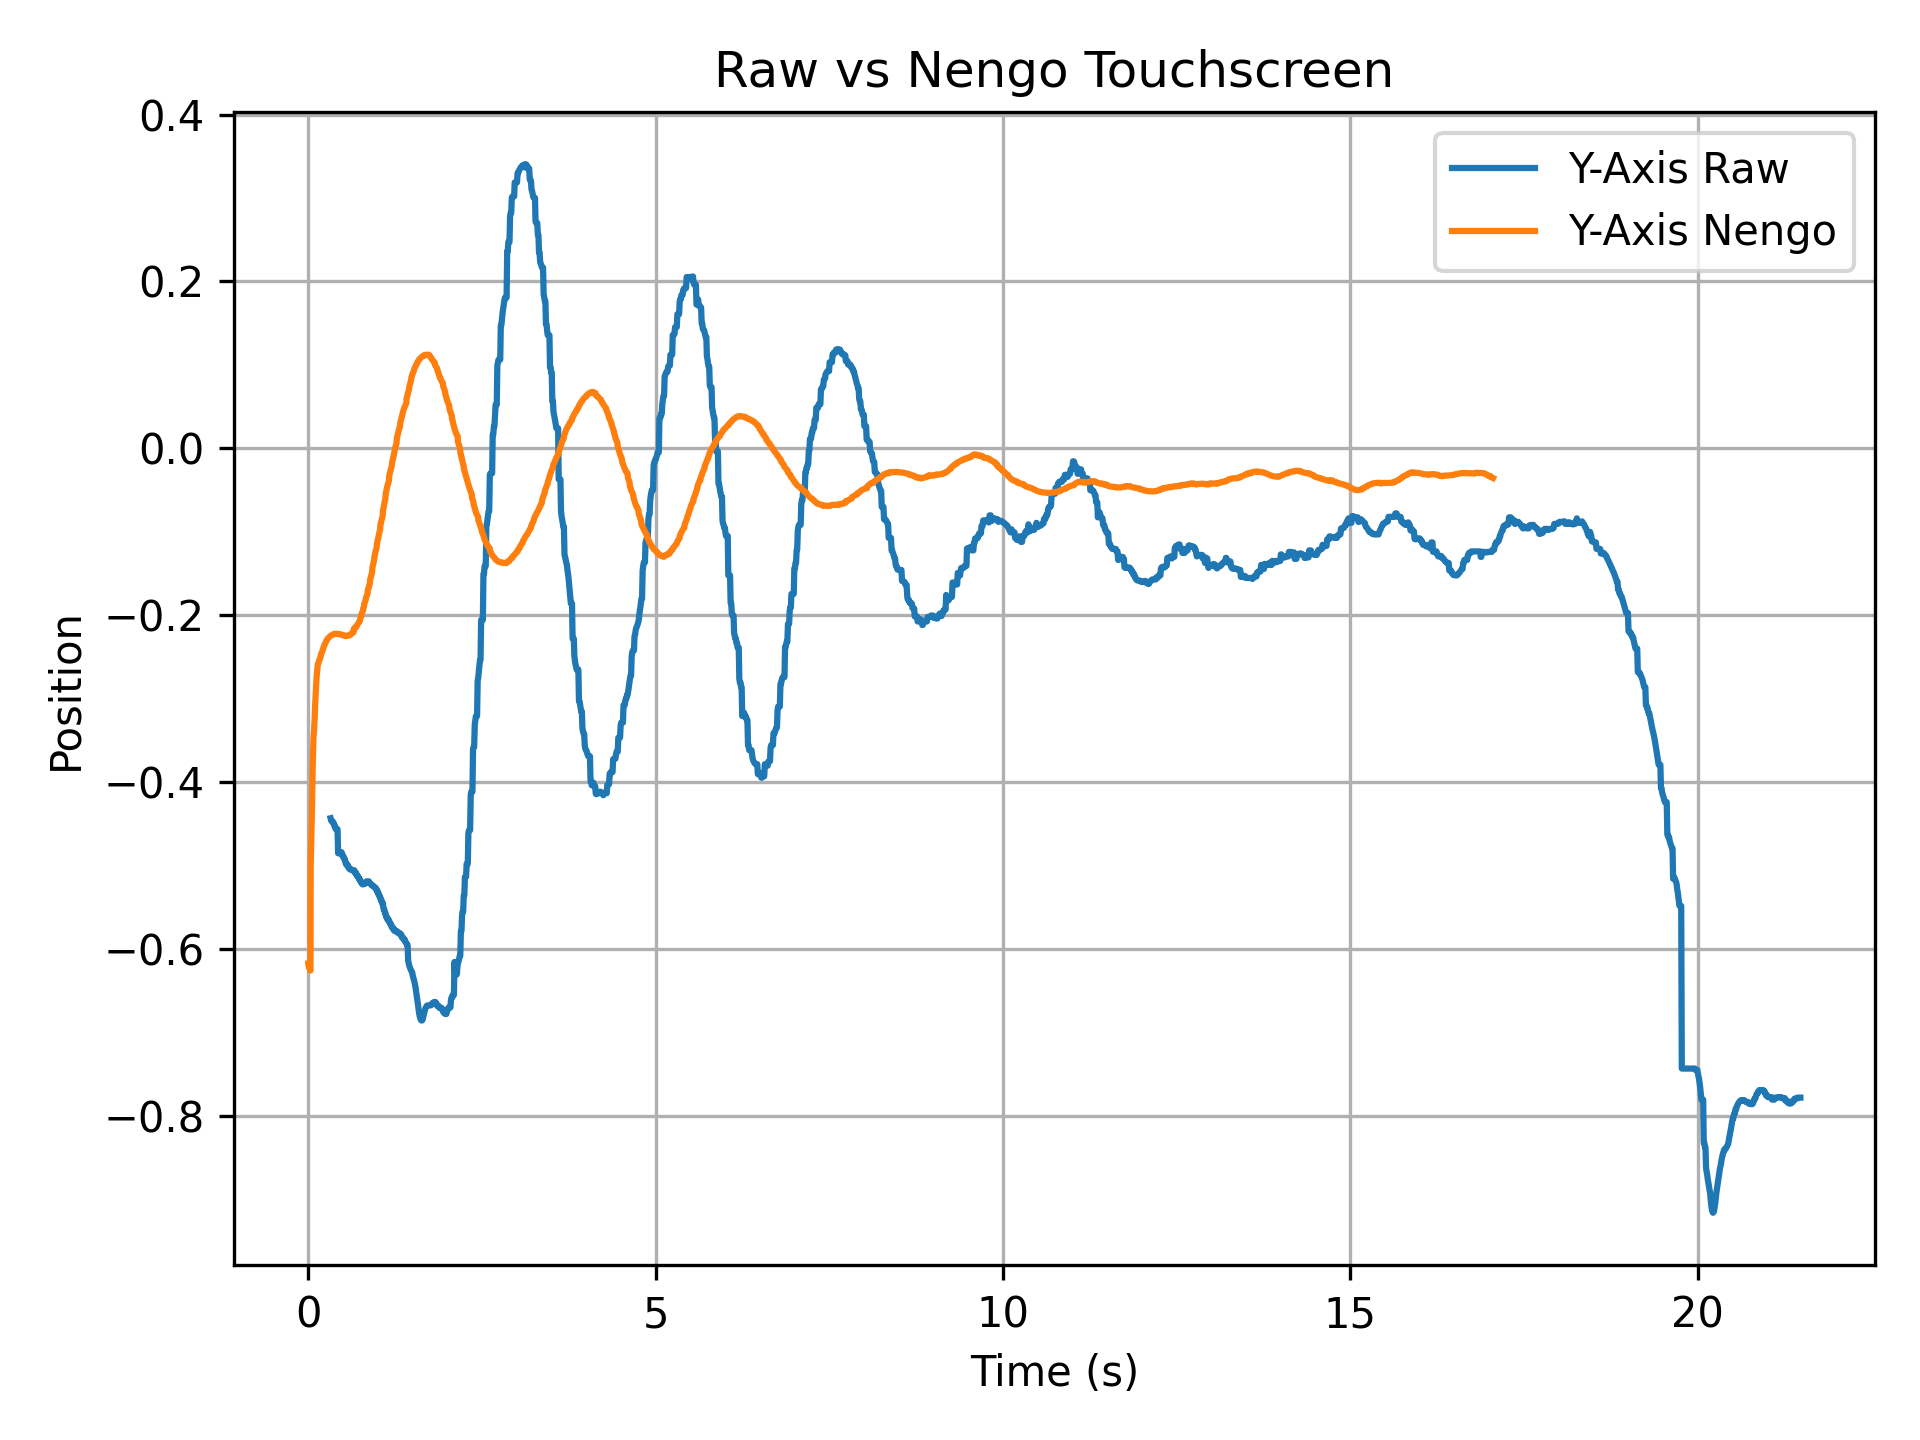 Raw vs Nengo Touchscreen
0.4
0.2
0.0
−0.2
−0.4
−0.6
−0.8
Position
Y-Axis Raw
Y-Axis Nengo
0 5 10 15 20
Time (s)